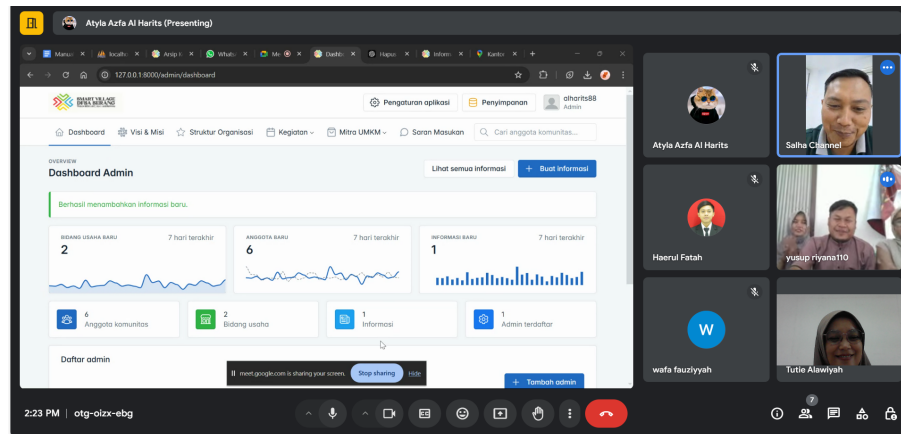 Atyla Azfa Al Harits (Presenting)
Manua
localho
Arsip K
Whats
Me
Dashbo
Hapus
Inform
Kantor
127.0.0.1:8000/admin/dashboard
SMART VILLAGE
DESA BERANG
Pengaturan aplikasi
Penyimpanan
alharits88
Admin
Dashboard
Visi & Misi
Struktur Organisasi
Kegiatan
Mitra UMKM
Saran Masukan
Cari anggota komunitas...
OVERVIEW
Dashboard Admin
Lihat semua informasi
+ Buat informasi
Berhasil menambahkan informasi baru.
BIDANG USAHA BARU 7 hari terakhir
2
ANGGOTA BARU 7 hari terakhir
6
INFORMASI BARU 7 hari terakhir
1
6
Anggota komunitas
2
Bidang usaha
1
Informasi
1
Admin terdaftar
Daftar admin
+ Tambah admin
meet.google.com is sharing your screen.
Stop sharing
Hide
Atyla Azfa Al Harits
Salha Channel
Haerul Fatah
yusup riyana110
W
wafa fauziyyah
Tutie Alawiyah
2:23 PM | otg-oizx-ebg
7